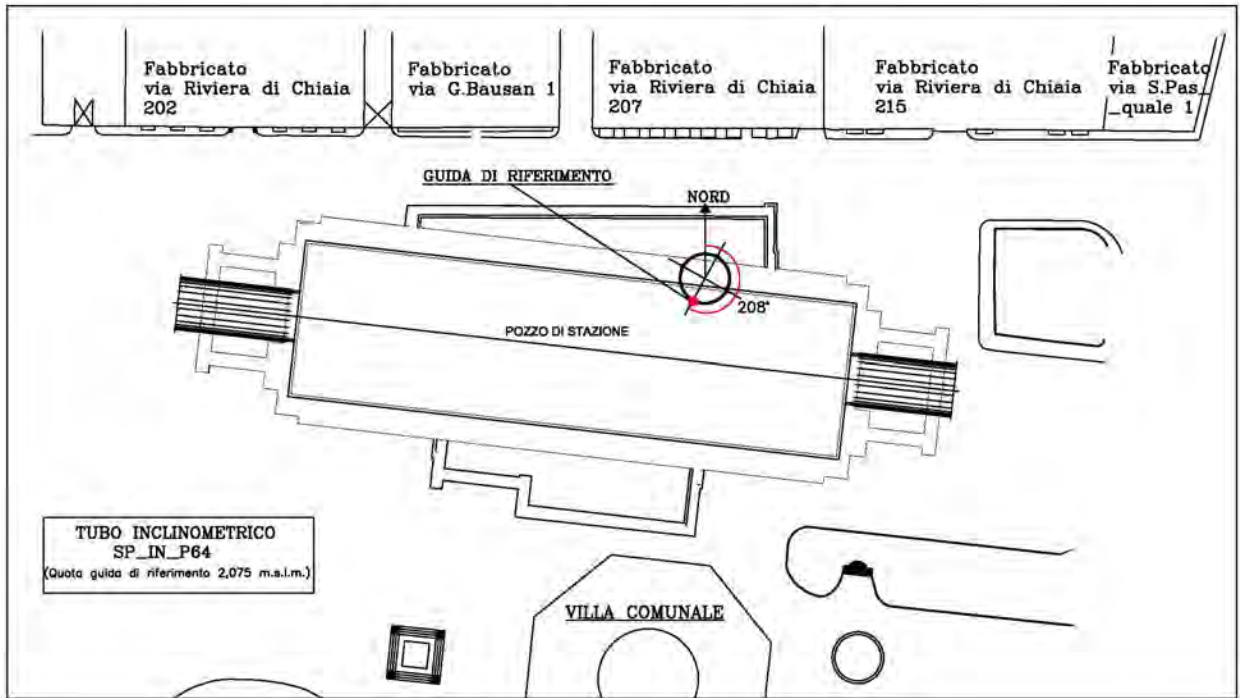 Fabbricato
via Riviera di Chiaia
202
Fabbricato
via G.Bausan 1
Fabbricato
via Riviera di Chiaia
207
Fabbricato
via Riviera di Chiaia
215
Fabbricato
via S.Pas_
_quale 1
GUIDA DI RIFERIMENTO
NORD
208°
POZZO DI STAZIONE
TUBO INCLINOMETRICO
SP_IN_P64
(Quota guida di riferimento 2,075 m.s.l.m.)
VILLA COMUNALE